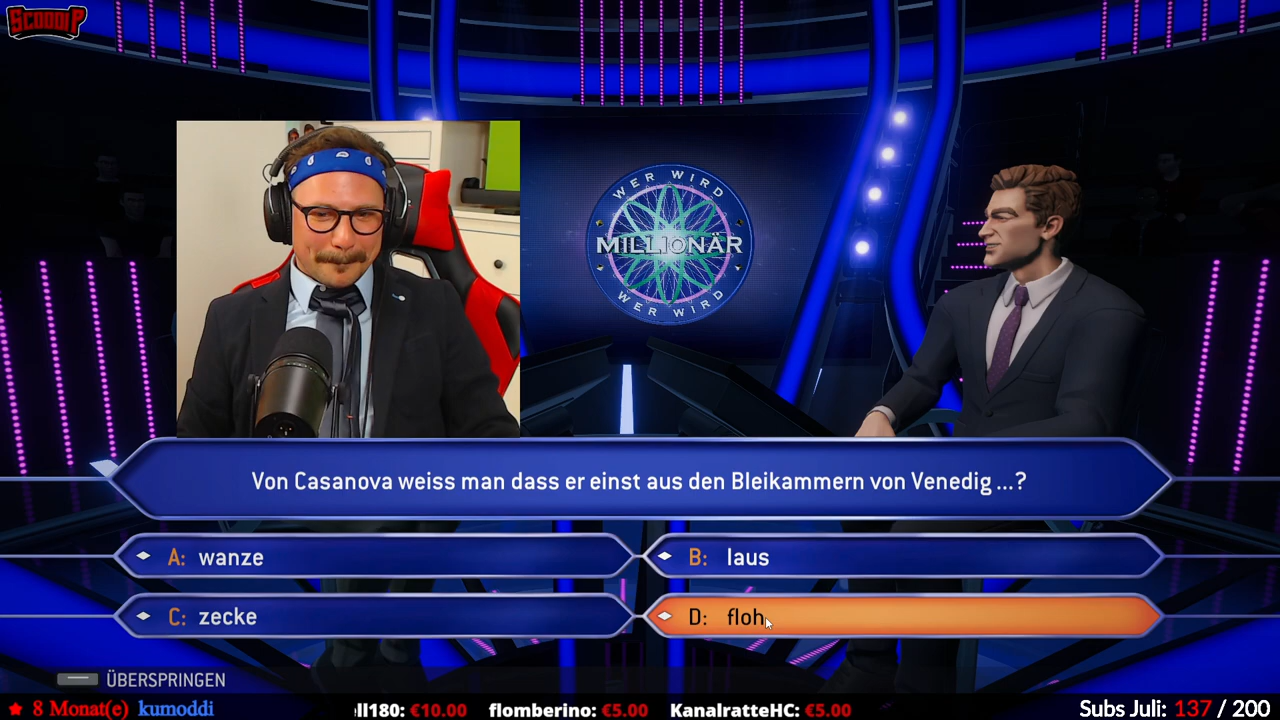 SCOOOIP
WER WIRD
MILLIONÄR
WER WIRD
Von Casanova weiss man dass er einst aus den Bleikammern von Venedig ...?
A: wanze
B: laus
C: zecke
D: floh
ÜBERSPRINGEN
8 Monat(e) kumoddi
ll180: €10.00 flomberino: €5.00 KanalratteHC: €5.00
Subs Juli: 137 / 200